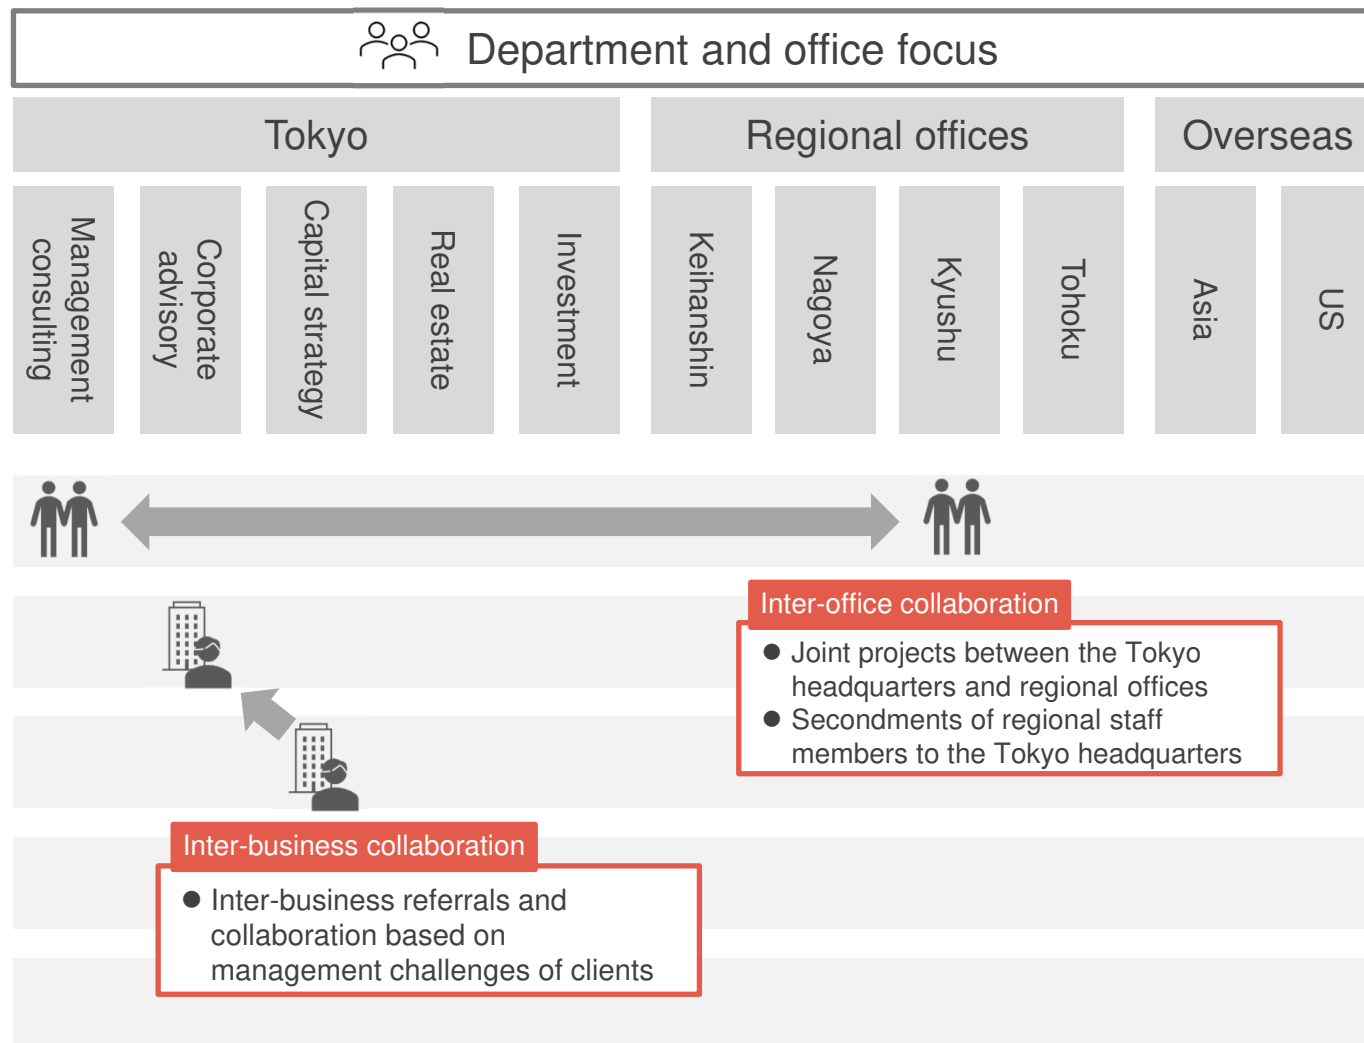 Department and office focus
Tokyo
Regional offices
Overseas
Management
consulting
Corporate
advisory
Capital strategy
Real estate
Investment
Keihanshin
Nagoya
Kyushu
Tohoku
Asia
US
Inter-office collaboration
● Joint projects between the Tokyo
headquarters and regional offices
● Secondments of regional staff
members to the Tokyo headquarters
Inter-business collaboration
● Inter-business referrals and
collaboration based on
management challenges of clients